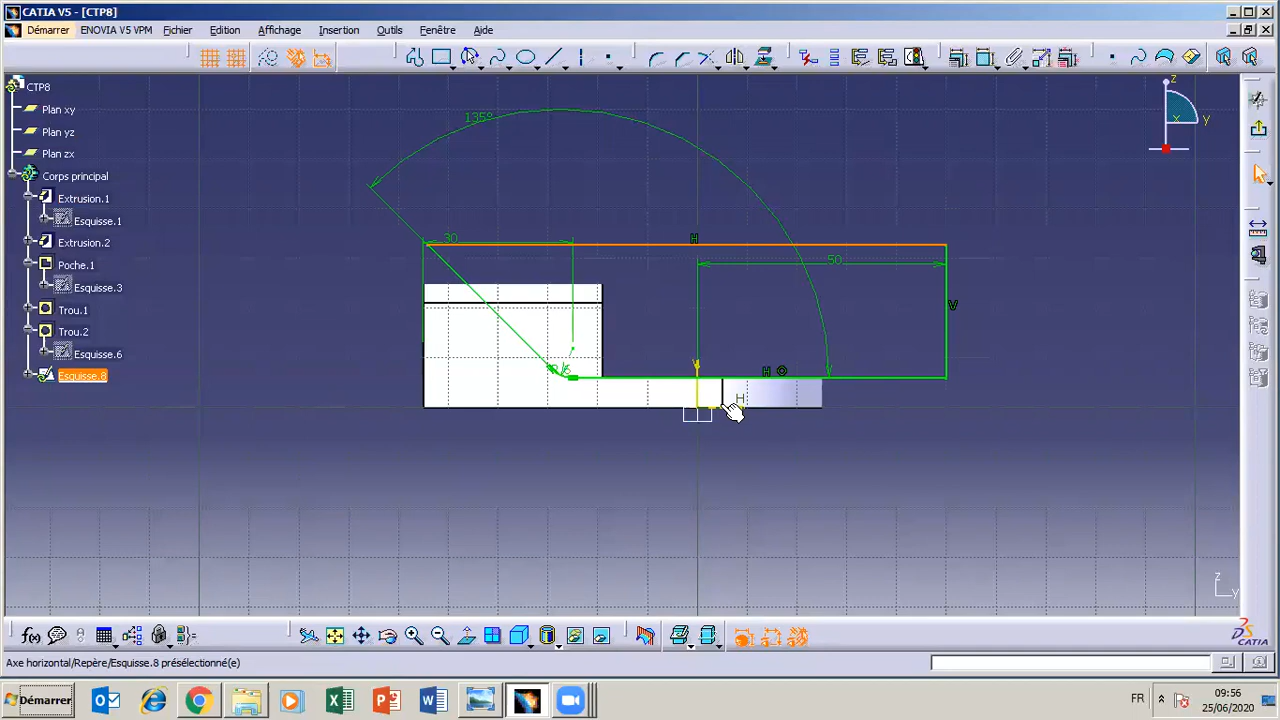 CATIA V5 - [CTP8]
Démarrer ENOVIA V5 VPM Fichier Edition Affichage Insertion Outils Fenêtre Aide
CTP8
Plan xy
Plan yz
Plan zx
Corps principal
Extrusion.1
Esquisse.1
Extrusion.2
Poche.1
Esquisse.3
Trou.1
Trou.2
Esquisse.6
Esquisse.8
135°
30
H
50
V
H
V
H
z
x
y
z
y
f(x)
DS
CATIA
Axe horizontal/Repère/Esquisse.8 présélectionné(e)
Démarrer
FR
09:56
25/06/2020